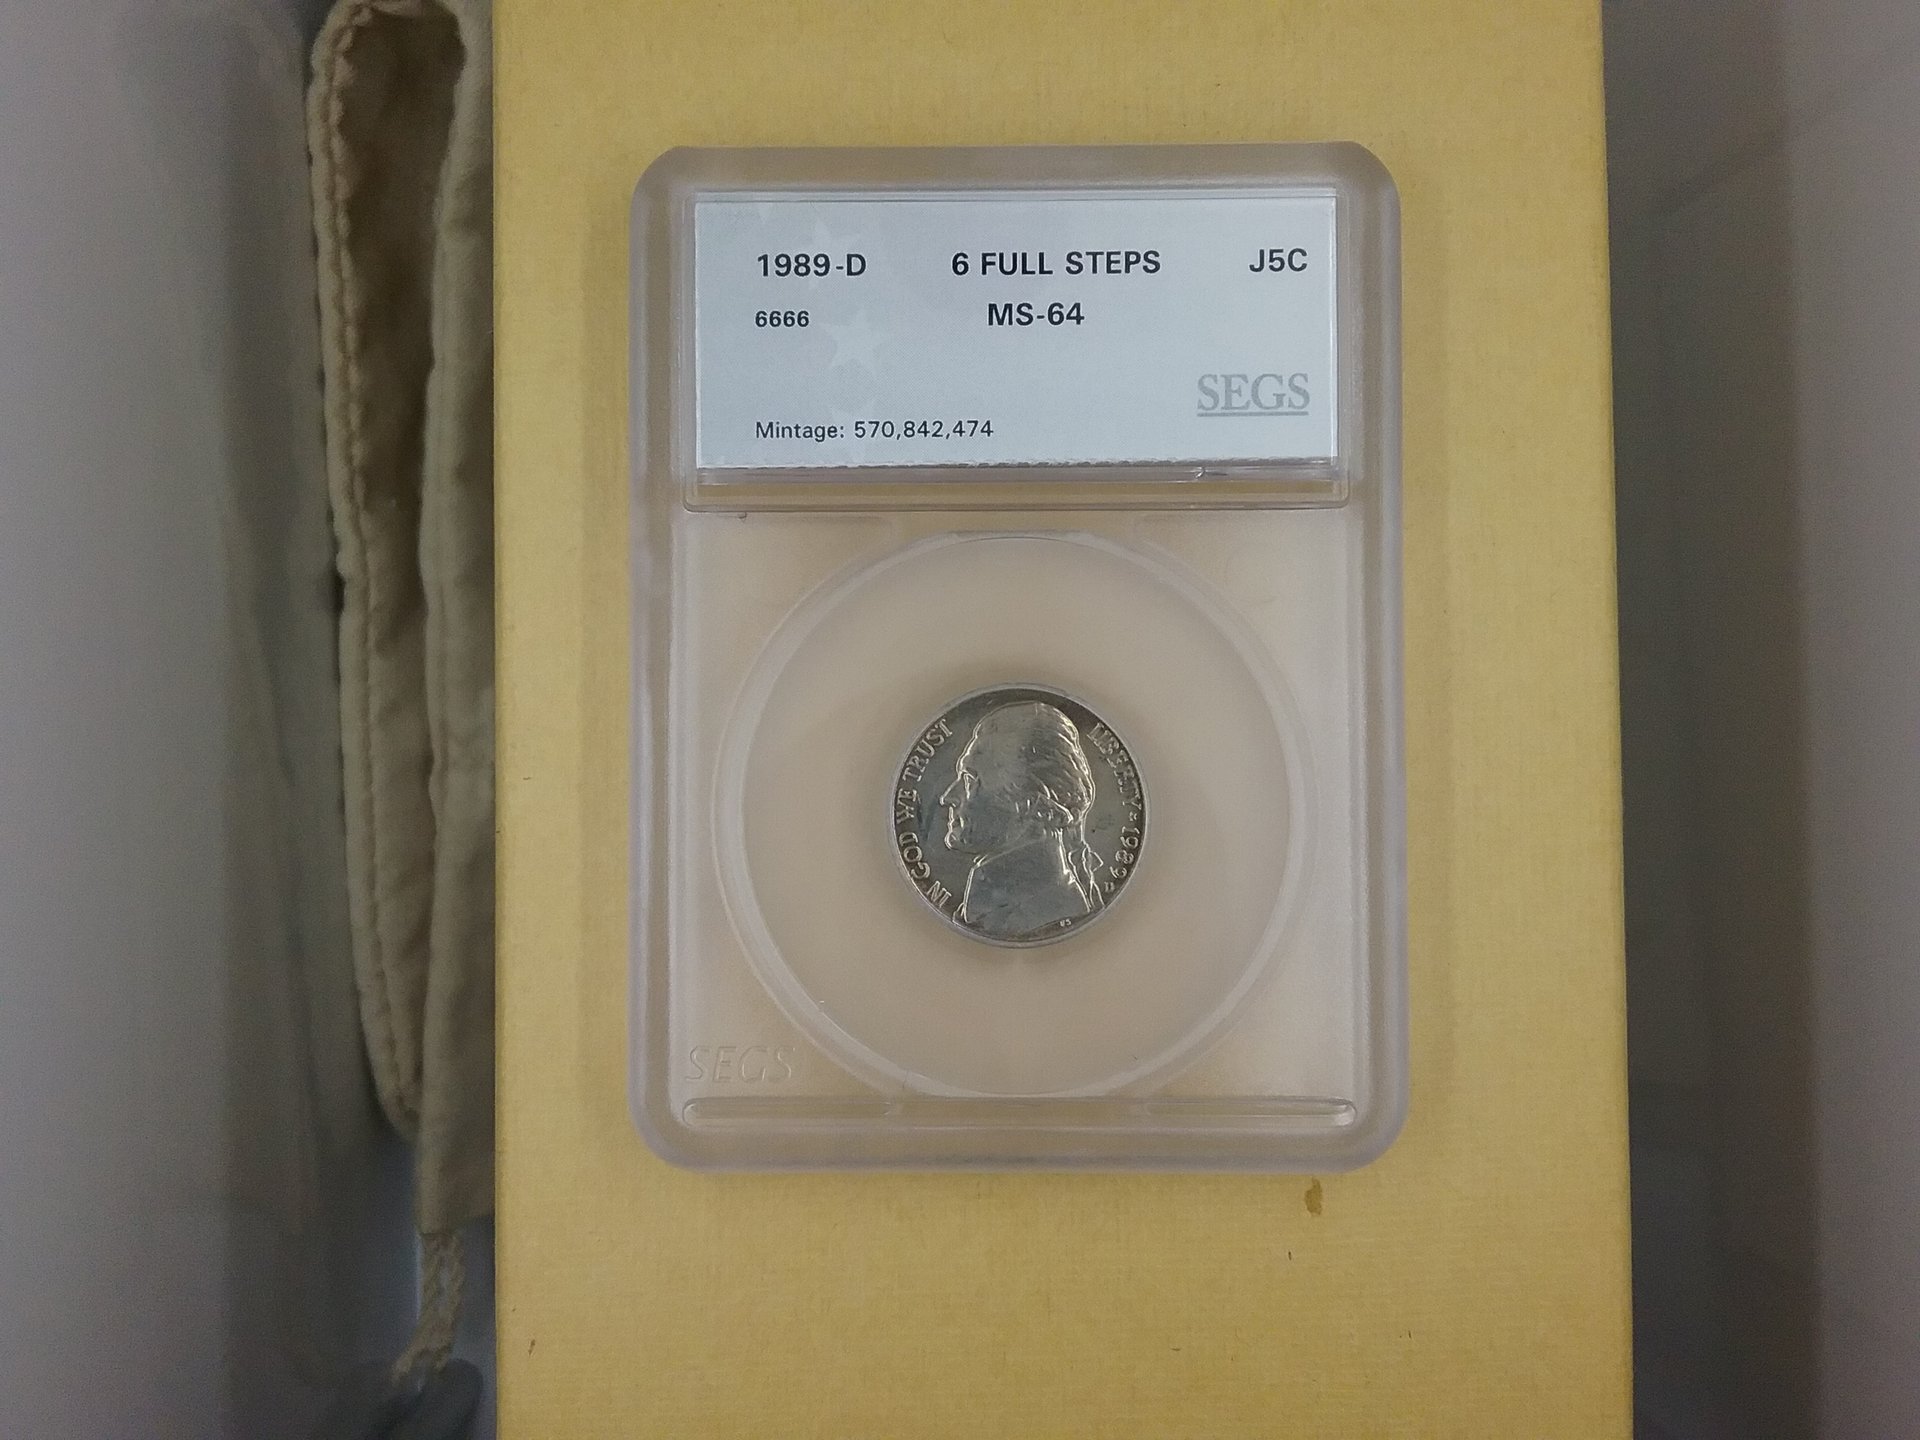 1989-D 6 FULL STEPS J5C
6666 MS-64
SEGS
Mintage: 570,842,474
IN GOD WE TRUST
LIBERTY * 1989
D
FS
SEGS